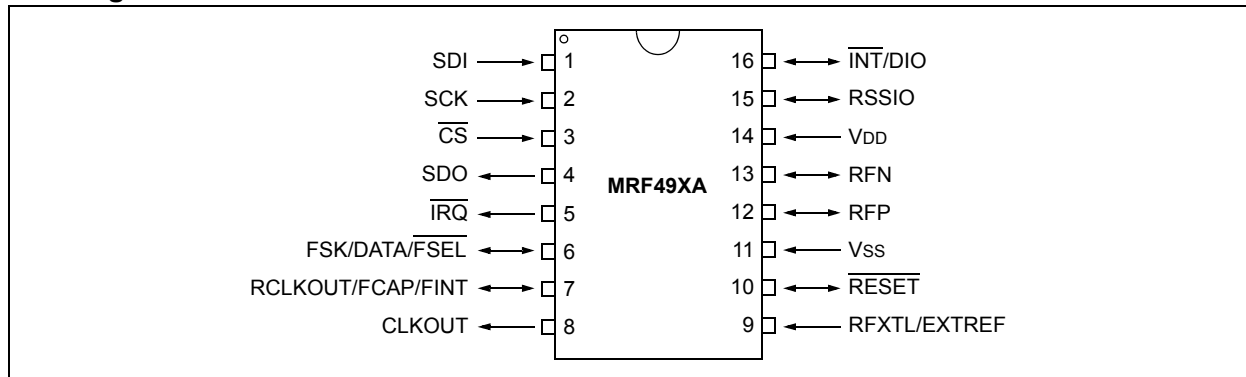 SDI 1
SCK 2
CS 3
SDO 4
IRQ 5
FSK/DATA/FSEL 6
RCLKOUT/FCAP/FINT 7
CLKOUT 8
MRF49XA
16 INT/DIO
15 RSSIO
14 VDD
13 RFN
12 RFP
11 VSS
10 RESET
9 RFXTL/EXTREF